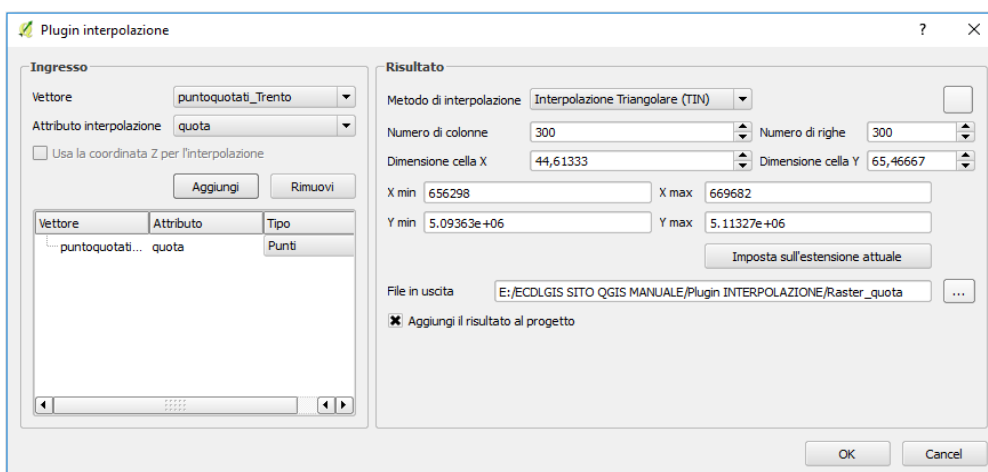 Plugin interpolazione
?
Ingresso
Vettore
puntoquotati_Trento
Attributo interpolazione
quota
Usa la coordinata Z per l'interpolazione
Aggiungi
Rimuovi
Vettore Attributo Tipo
puntoquotati... quota Punti
Risultato
Metodo di interpolazione
Interpolazione Triangolare (TIN)
Numero di colonne
300
Numero di righe
300
Dimensione cella X
44,61333
Dimensione cella Y
65,46667
X min
656298
X max
669682
Y min
5.09363e+06
Y max
5.11327e+06
Imposta sull'estensione attuale
File in uscita
E:/ECDLGIS SITO QGIS MANUALE/Plugin INTERPOLAZIONE/Raster_quota
...
Aggiungi il risultato al progetto
OK
Cancel